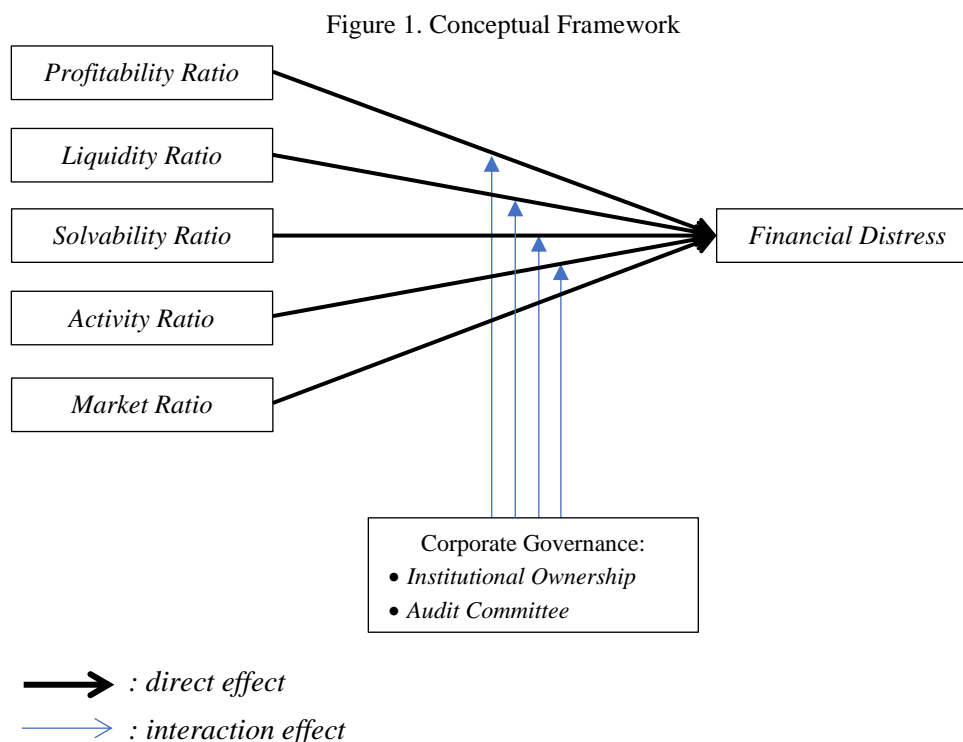 Figure 1. Conceptual Framework
Profitability Ratio
Liquidity Ratio
Solvability Ratio
Financial Distress
Activity Ratio
Market Ratio
Corporate Governance:
• Institutional Ownership
• Audit Committee
: direct effect
: interaction effect